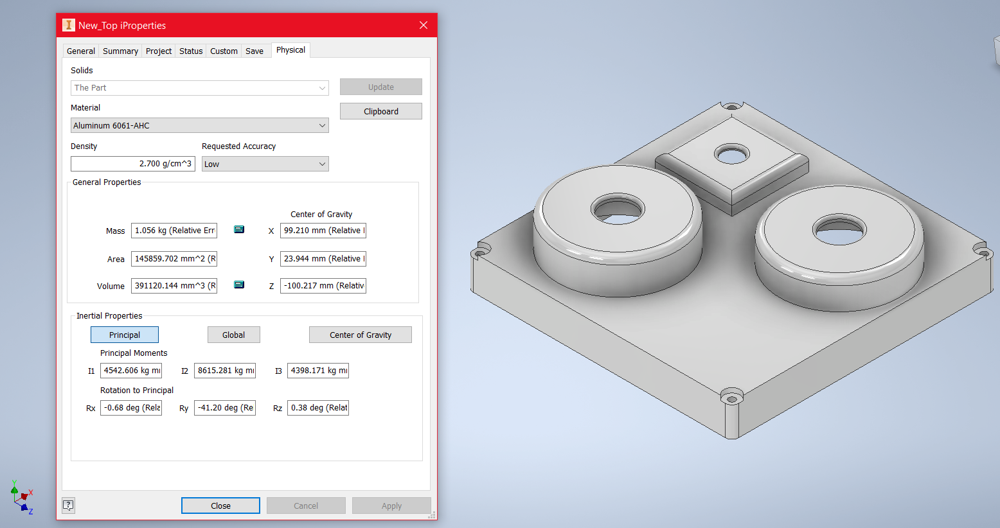 New_Top iProperties
General Summary Project Status Custom Save Physical
Solids
The Part
Update
Material
Clipboard
Aluminum 6061-AHC
Density Requested Accuracy
2.700 g/cm^3 Low
General Properties
Center of Gravity
Mass 1.056 kg (Relative Err X 99.210 mm (Relative
Area 145859.702 mm^2 (R Y 23.944 mm (Relative
Volume 391120.144 mm^3 (R Z -100.217 mm (Relativ
Inertial Properties
Principal Global Center of Gravity
Principal Moments
I1 4542.606 kg m I2 8615.281 kg m I3 4398.171 kg m
Rotation to Principal
Rx -0.68 deg (Rela Ry -41.20 deg (Re Rz 0.38 deg (Relat
Y
X
Z
?
Close Cancel Apply